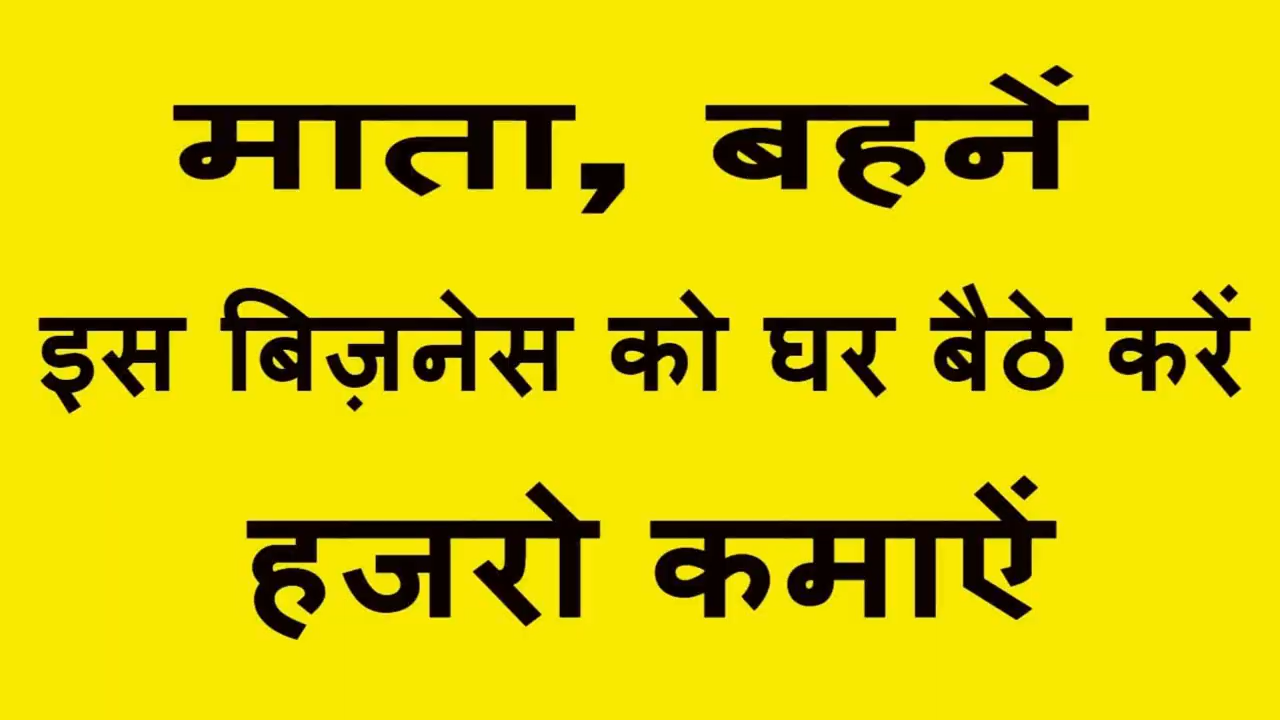 माता, बहनें
इस बिज़नेस को घर बैठे करें
हजरो कमाऐं